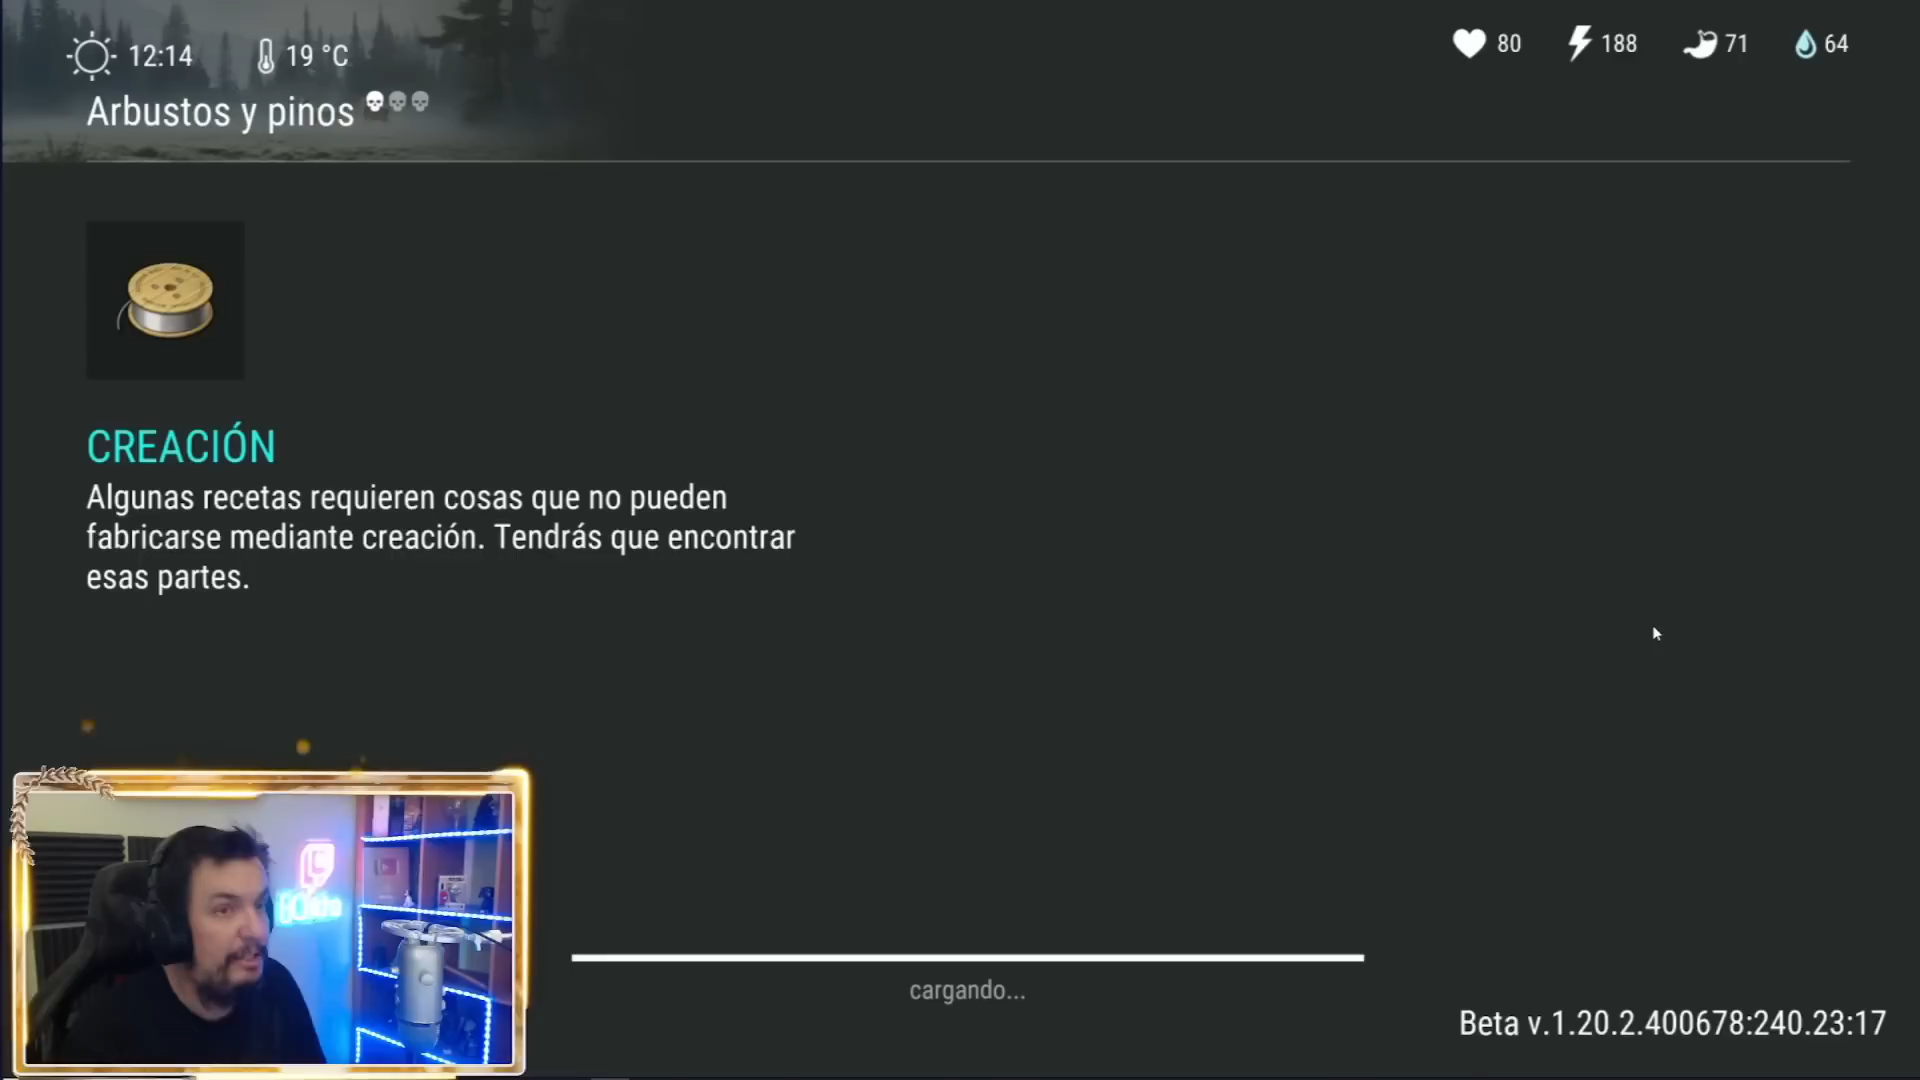 12:14 19 °C
80 188 71 64
Arbustos y pinos
CREACIÓN
Algunas recetas requieren cosas que no pueden
fabricarse mediante creación. Tendrás que encontrar
esas partes.
cargando...
Beta v.1.20.2.400678:240.23:17